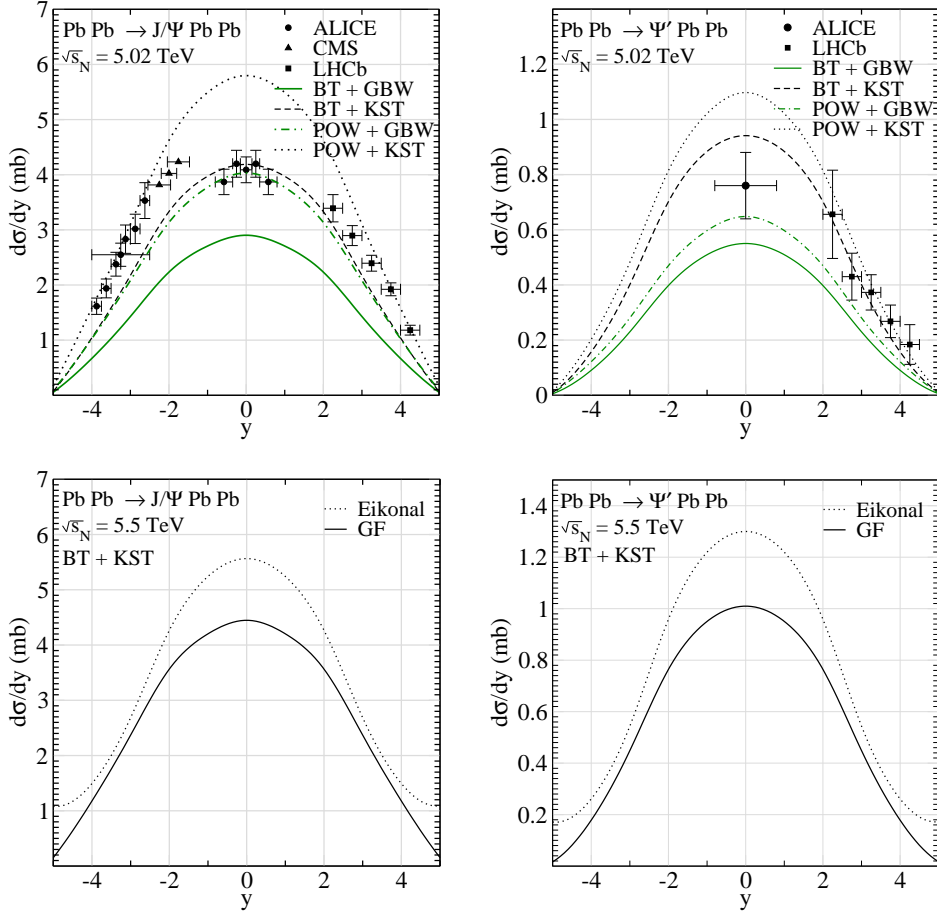 Pb Pb → J/Ψ Pb Pb
√s_N = 5.02 TeV
ALICE
CMS
LHCb
BT + GBW
BT + KST
POW + GBW
POW + KST
dσ/dy (mb)
7
6
5
4
3
2
1
-4 -2 0 2 4
y
Pb Pb → Ψ′ Pb Pb
√s_N = 5.02 TeV
ALICE
LHCb
BT + GBW
BT + KST
POW + GBW
POW + KST
dσ/dy (mb)
1.2
1
0.8
0.6
0.4
0.2
0
-4 -2 0 2 4
y
Pb Pb → J/Ψ Pb Pb
√s_N = 5.5 TeV
BT + KST
Eikonal
GF
dσ/dy (mb)
7
6
5
4
3
2
1
-4 -2 0 2 4
y
Pb Pb → Ψ′ Pb Pb
√s_N = 5.5 TeV
BT + KST
Eikonal
GF
dσ/dy (mb)
1.4
1.2
1
0.8
0.6
0.4
0.2
-4 -2 0 2 4
y